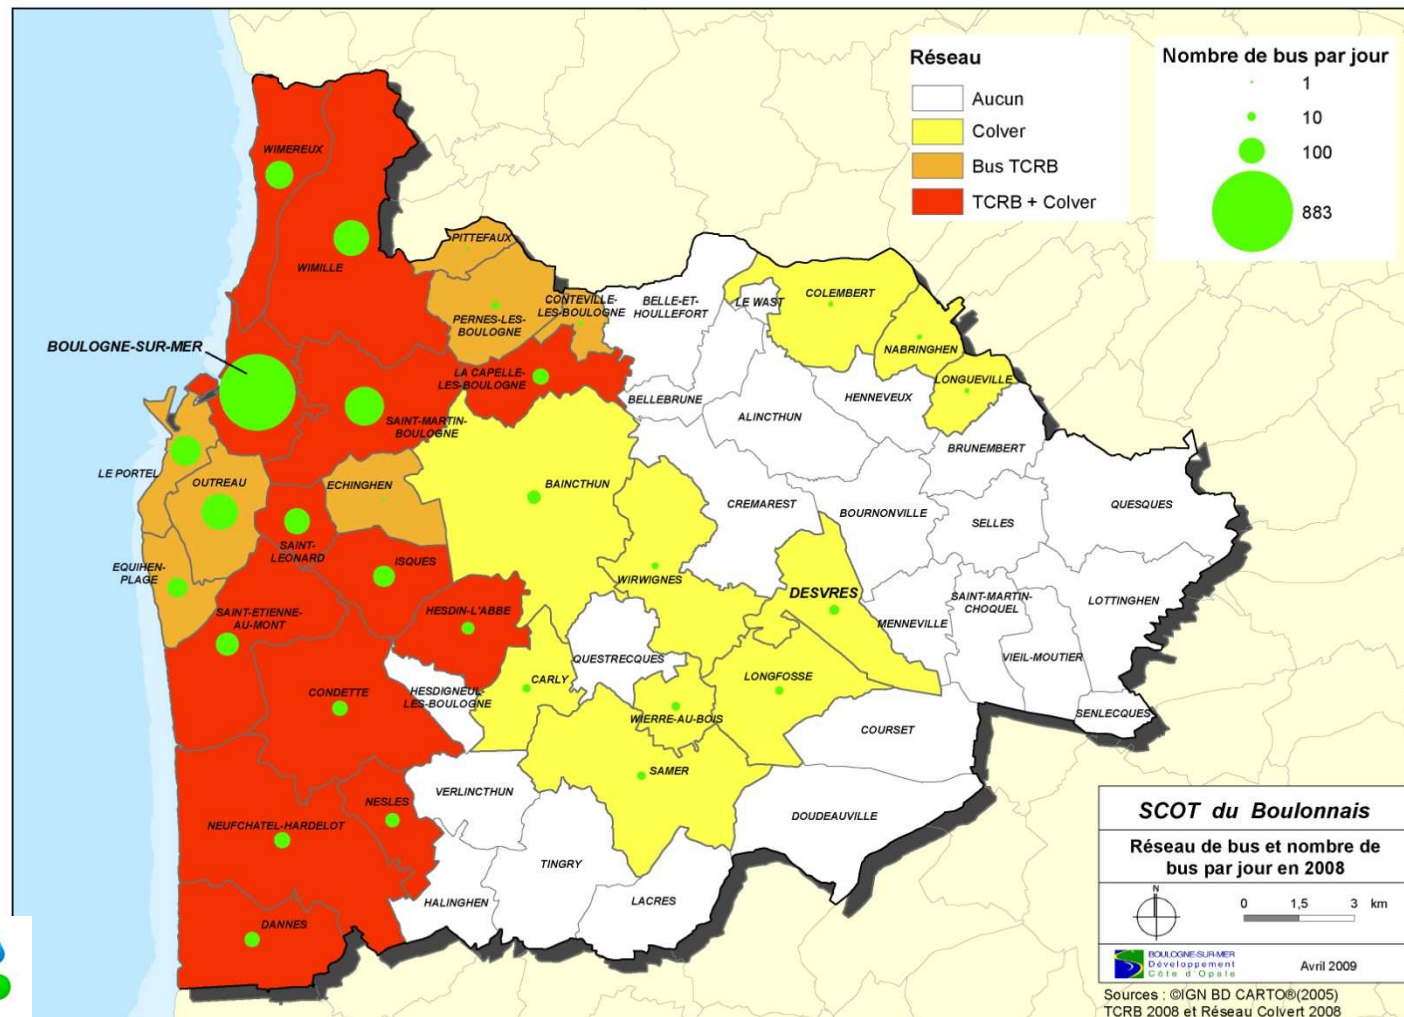 Réseau
Aucun
Colver
Bus TCRB
TCRB + Colver
Nombre de bus par jour
1
10
100
883
WIMEREUX
WIMILLE
PITTEFAUX
PERNES-LES-
BOULOGNE
CONTEVILLE-
LES-BOULOGNE
BELLE-ET-
HOULLEFORT
LE WAST
COLEMBERT
NABRINGHEN
LONGUEVILLE
BOULOGNE-SUR-MER
LA CAPELLE-
LES-BOULOGNE
SAINT-MARTIN-
BOULOGNE
BELLEBRUNE
ALINCTHUN
HENNEVEUX
BRUNEMBERT
LE PORTEL
OUTREAU
ECHINGHEN
BAINCTHUN
CREMAREST
BOURNONVILLE
SELLES
QUESQUES
SAINT-
LEONARD
EQUIHEN-
PLAGE
ISQUES
WIRWIGNES
DESVRES
SAINT-ETIENNE-
AU-MONT
HESDIN-L'ABBE
MENNEVILLE
SAINT-MARTIN-
CHOQUEL
LOTTINGHEN
QUESTRECQUES
VIEIL-MOUTIER
CONDETTE
HESDIGNEUL-
LES-BOULOGNE
CARLY
LONGFOSSE
WIERRE-AU-BOIS
SENLECQUES
COURSET
SAMER
VERLINCTHUN
NESLES
NEUFCHATEL-HARDELOT
DOUDEAUVILLE
TINGRY
HALINGHEN
LACRES
DANNES
SCOT du Boulonnais
Réseau de bus et nombre de
bus par jour en 2008
N
0 1,5 3 km
BOULOGNE-SUR-MER
Développement
Côte d'Opale
Avril 2009
Sources : ©IGN BD CARTO®(2005)
TCRB 2008 et Réseau Colvert 2008